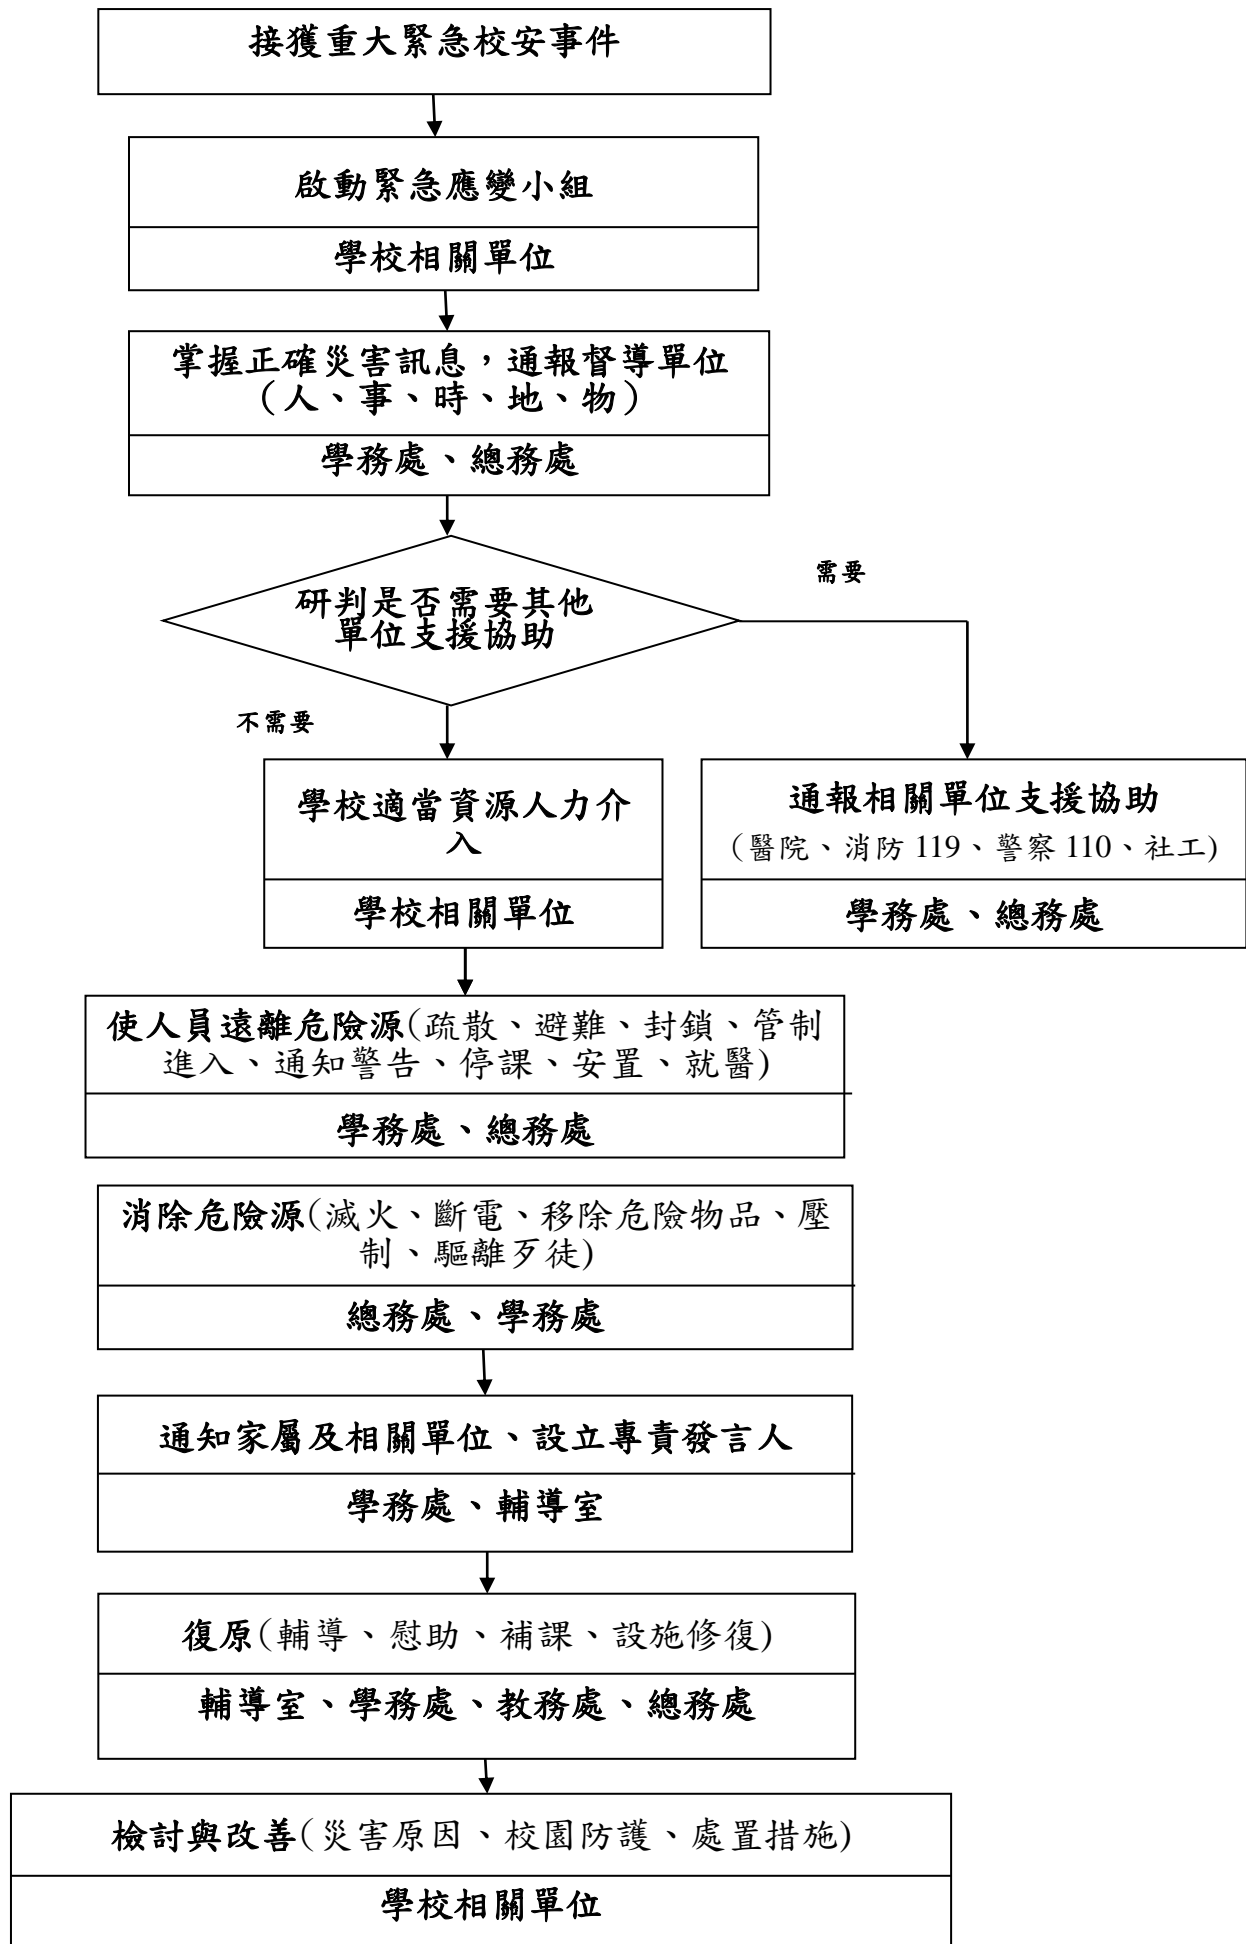 接獲重大緊急校安事件
啟動緊急應變小組
學校相關單位
掌握正確災害訊息，通報督導單位
（人、事、時、地、物）
學務處、總務處
研判是否需要其他
單位支援協助
需要
不需要
學校適當資源人力介
入
學校相關單位
通報相關單位支援協助
（醫院、消防 119、警察 110、社工)
學務處、總務處
使人員遠離危險源(疏散、避難、封鎖、管制
進入、通知警告、停課、安置、就醫)
學務處、總務處
消除危險源(滅火、斷電、移除危險物品、壓
制、驅離歹徒)
總務處、學務處
通知家屬及相關單位、設立專責發言人
學務處、輔導室
復原(輔導、慰助、補課、設施修復)
輔導室、學務處、教務處、總務處
檢討與改善(災害原因、校園防護、處置措施)
學校相關單位